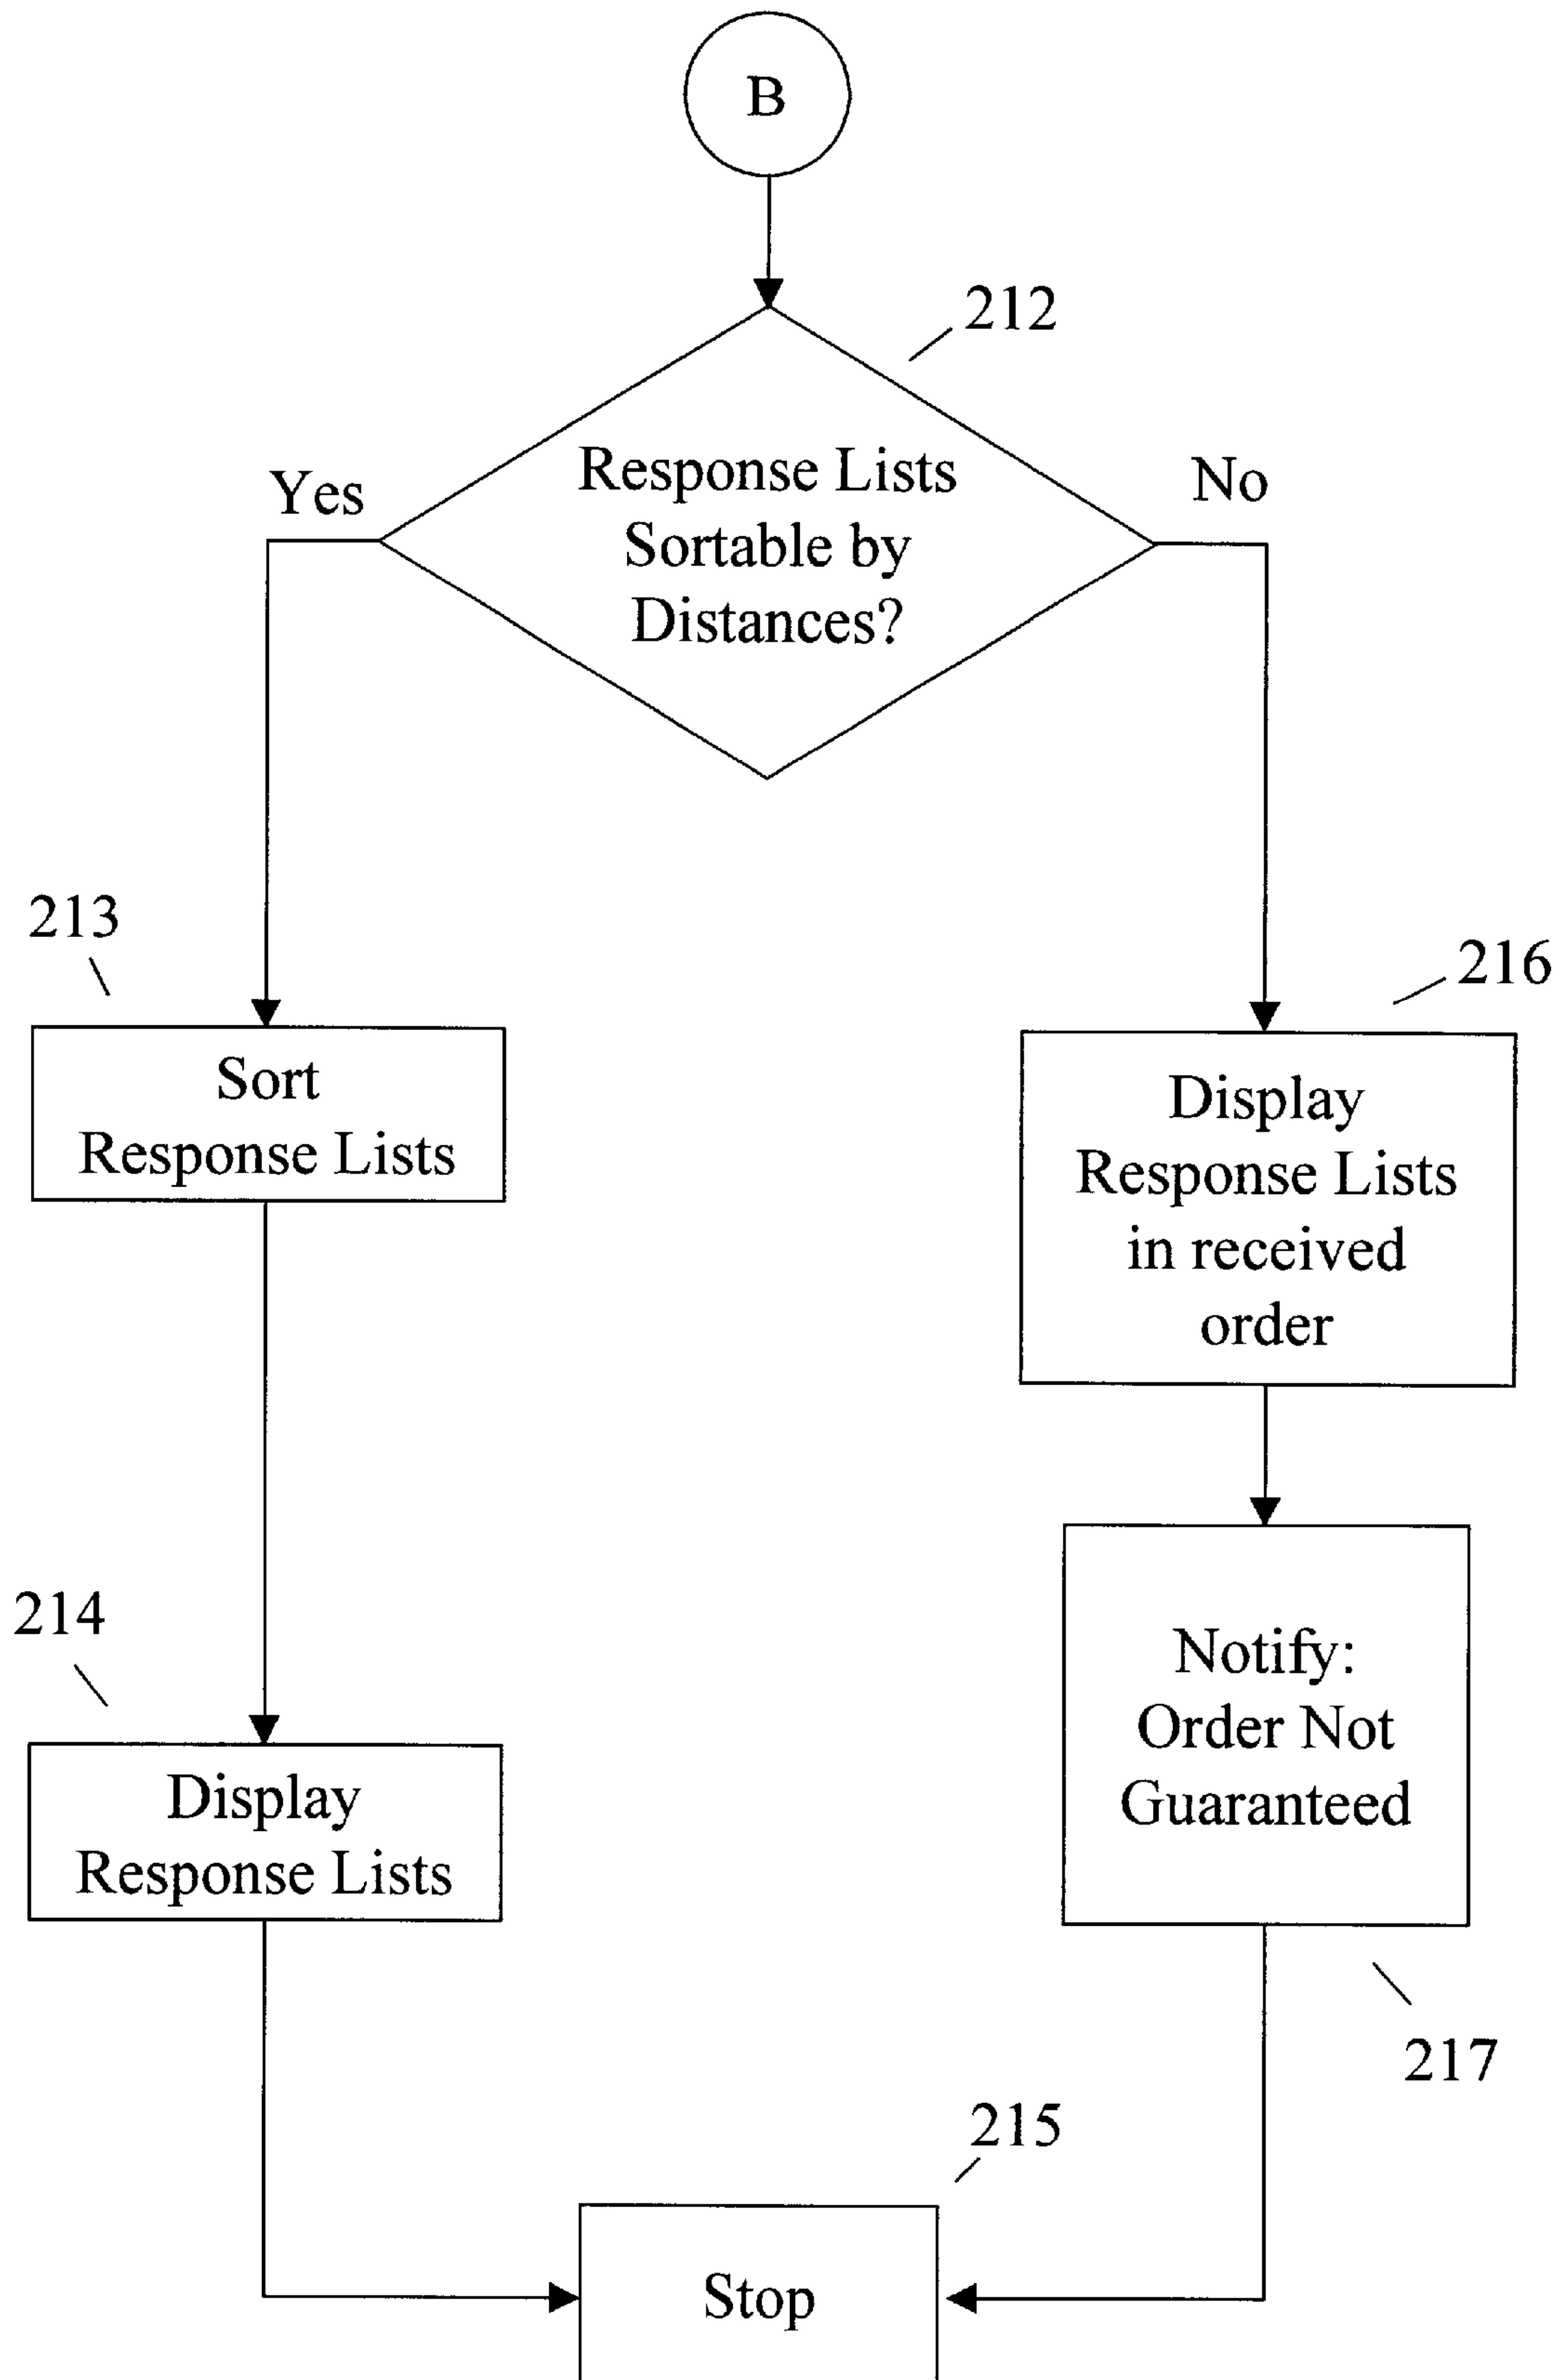 B
212
Response Lists
Sortable by
Distances?
Yes
No
213
Sort
Response Lists
216
Display
Response Lists
in received
order
214
Display
Response Lists
Notify:
Order Not
Guaranteed
217
215
Stop